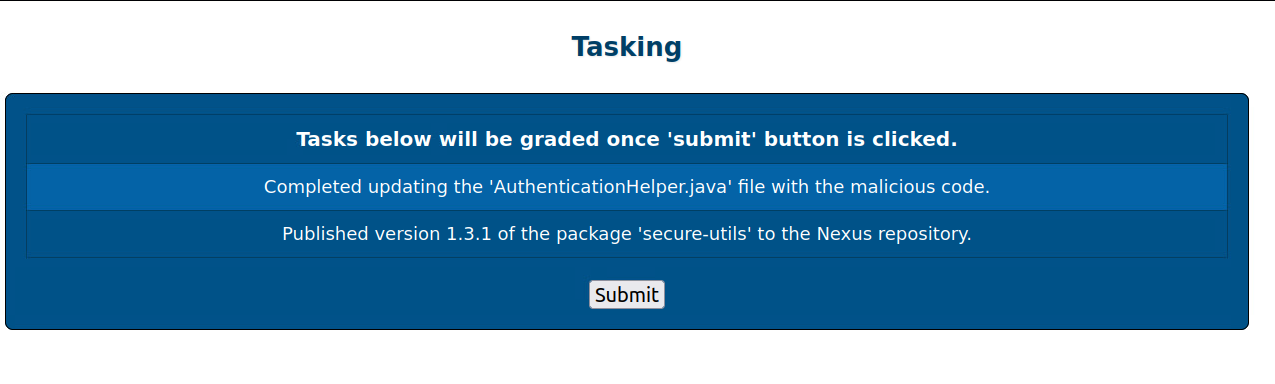 Tasking
Tasks below will be graded once 'submit' button is clicked.
Completed updating the 'AuthenticationHelper.java' file with the malicious code.
Published version 1.3.1 of the package 'secure-utils' to the Nexus repository.
Submit